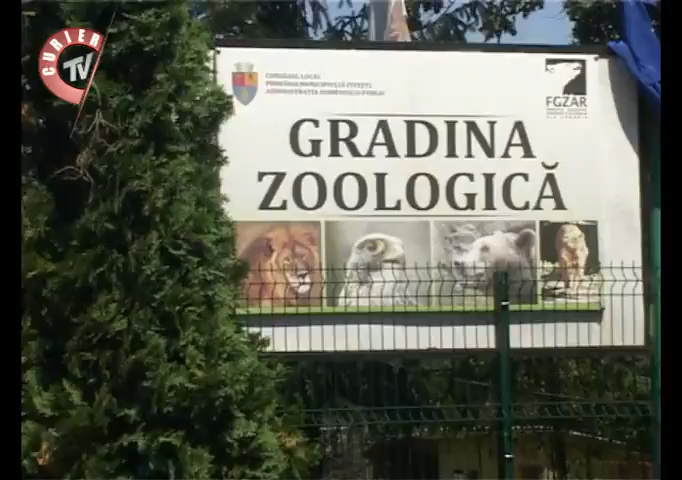 CURIER
TV
CONSILIUL LOCAL
PRIMĂRIA MUNICIPIULUI PITEȘTI
ADMINISTRAȚIA DOMENIULUI PUBLIC
FGZAR
GRADINA
ZOOLOGICĂ